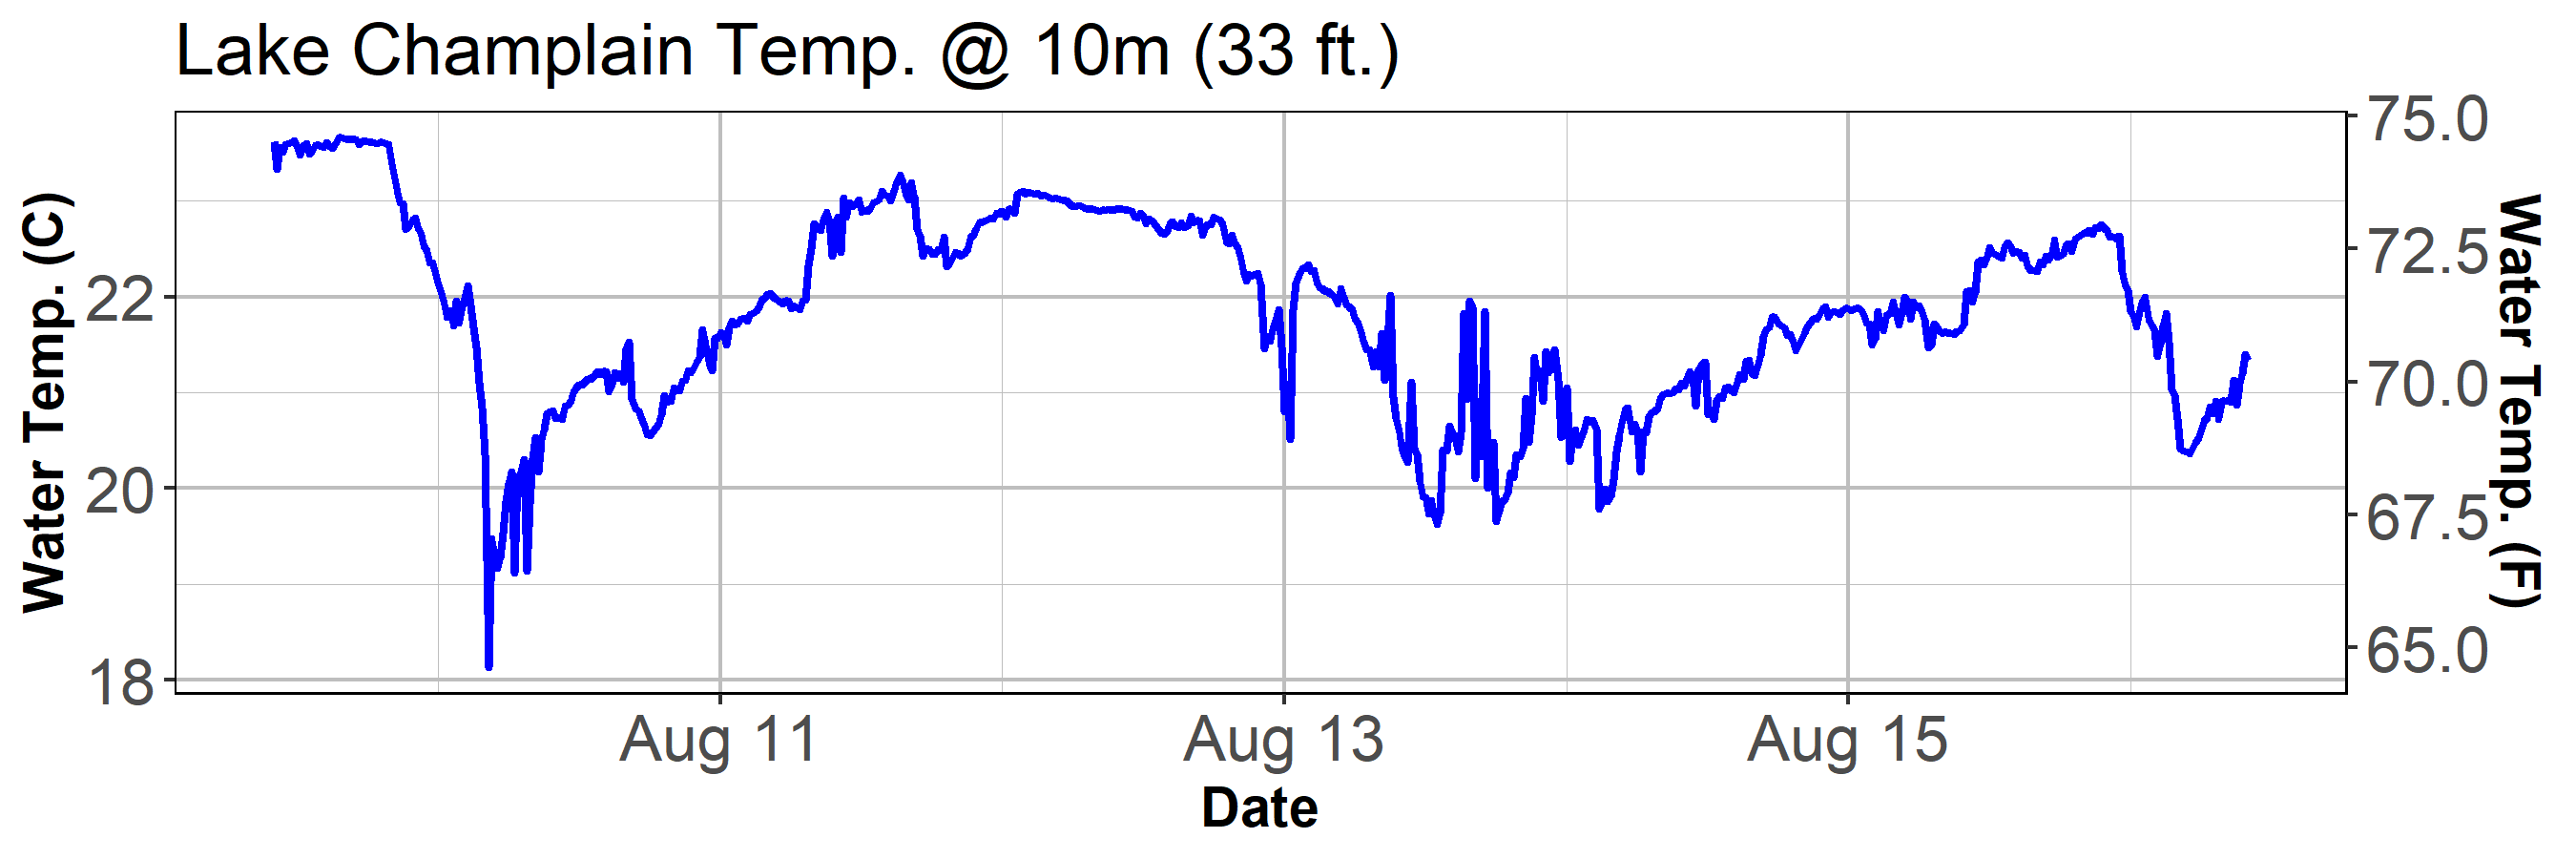 Lake Champlain Temp. @ 10m (33 ft.)
Water Temp. (C)
22
20
18
75.0
72.5
70.0
67.5
65.0
Water Temp. (F)
Aug 11
Aug 13
Aug 15
Date